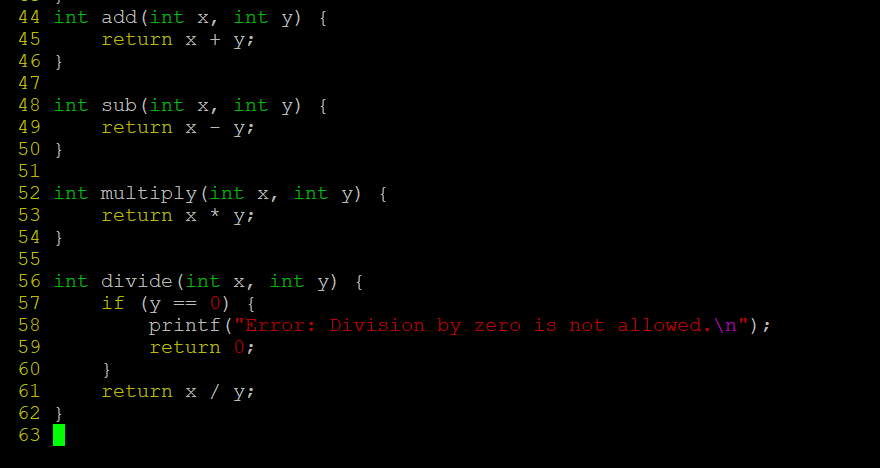 44 int add(int x, int y) {
45     return x + y;
46 }
47
48 int sub(int x, int y) {
49     return x - y;
50 }
51
52 int multiply(int x, int y) {
53     return x * y;
54 }
55
56 int divide(int x, int y) {
57     if (y == 0) {
58         printf("Error: Division by zero is not allowed.\n");
59         return 0;
60     }
61     return x / y;
62 }
63